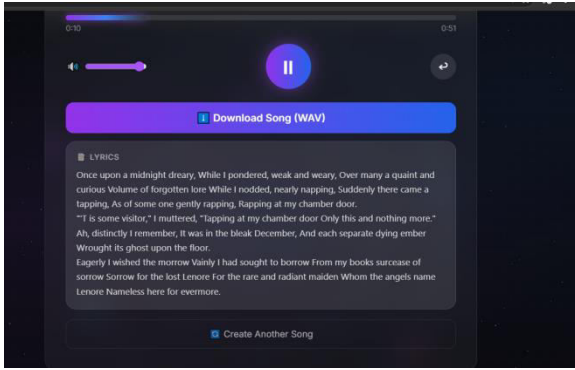 0:10
0:51
Download Song (WAV)
LYRICS
Once upon a midnight dreary, While I pondered, weak and weary, Over many a quaint and
curious Volume of forgotten lore While I nodded, nearly napping, Suddenly there came a
tapping, As of some one gently rapping, Rapping at my chamber door.
"'T is some visitor," I muttered, "Tapping at my chamber door Only this and nothing more."
Ah, distinctly I remember, It was in the bleak December, And each separate dying ember
Wrought its ghost upon the floor.
Eagerly I wished the morrow Vainly I had sought to borrow From my books surcease of
sorrow Sorrow for the lost Lenore For the rare and radiant maiden Whom the angels name
Lenore Nameless here for evermore.
Create Another Song